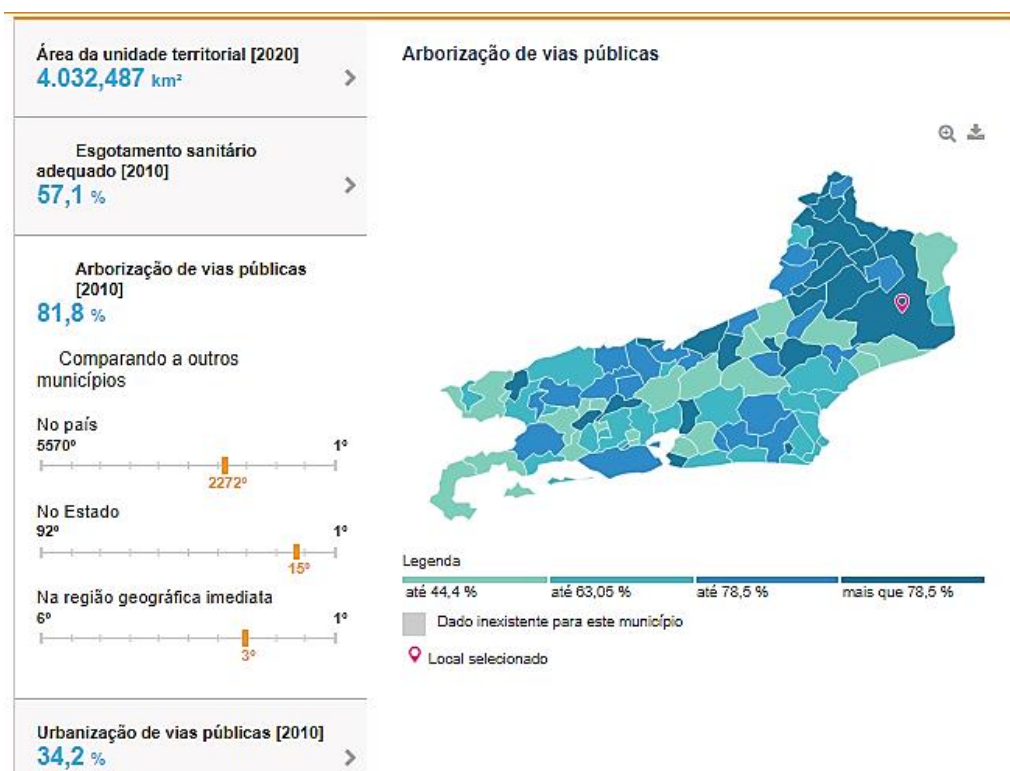 Área da unidade territorial [2020]
4.032,487 km²
Esgotamento sanitário
adequado [2010]
57,1 %
Arborização de vias públicas
[2010]
81,8 %
Comparando a outros
municípios
No país
5570º 1º
2272º
No Estado
92º 1º
15º
Na região geográfica imediata
6º 1º
3º
Urbanização de vias públicas [2010]
34,2 %
Arborização de vias públicas
Legenda
até 44,4 % até 63,05 % até 78,5 % mais que 78,5 %
Dado inexistente para este município
Local selecionado